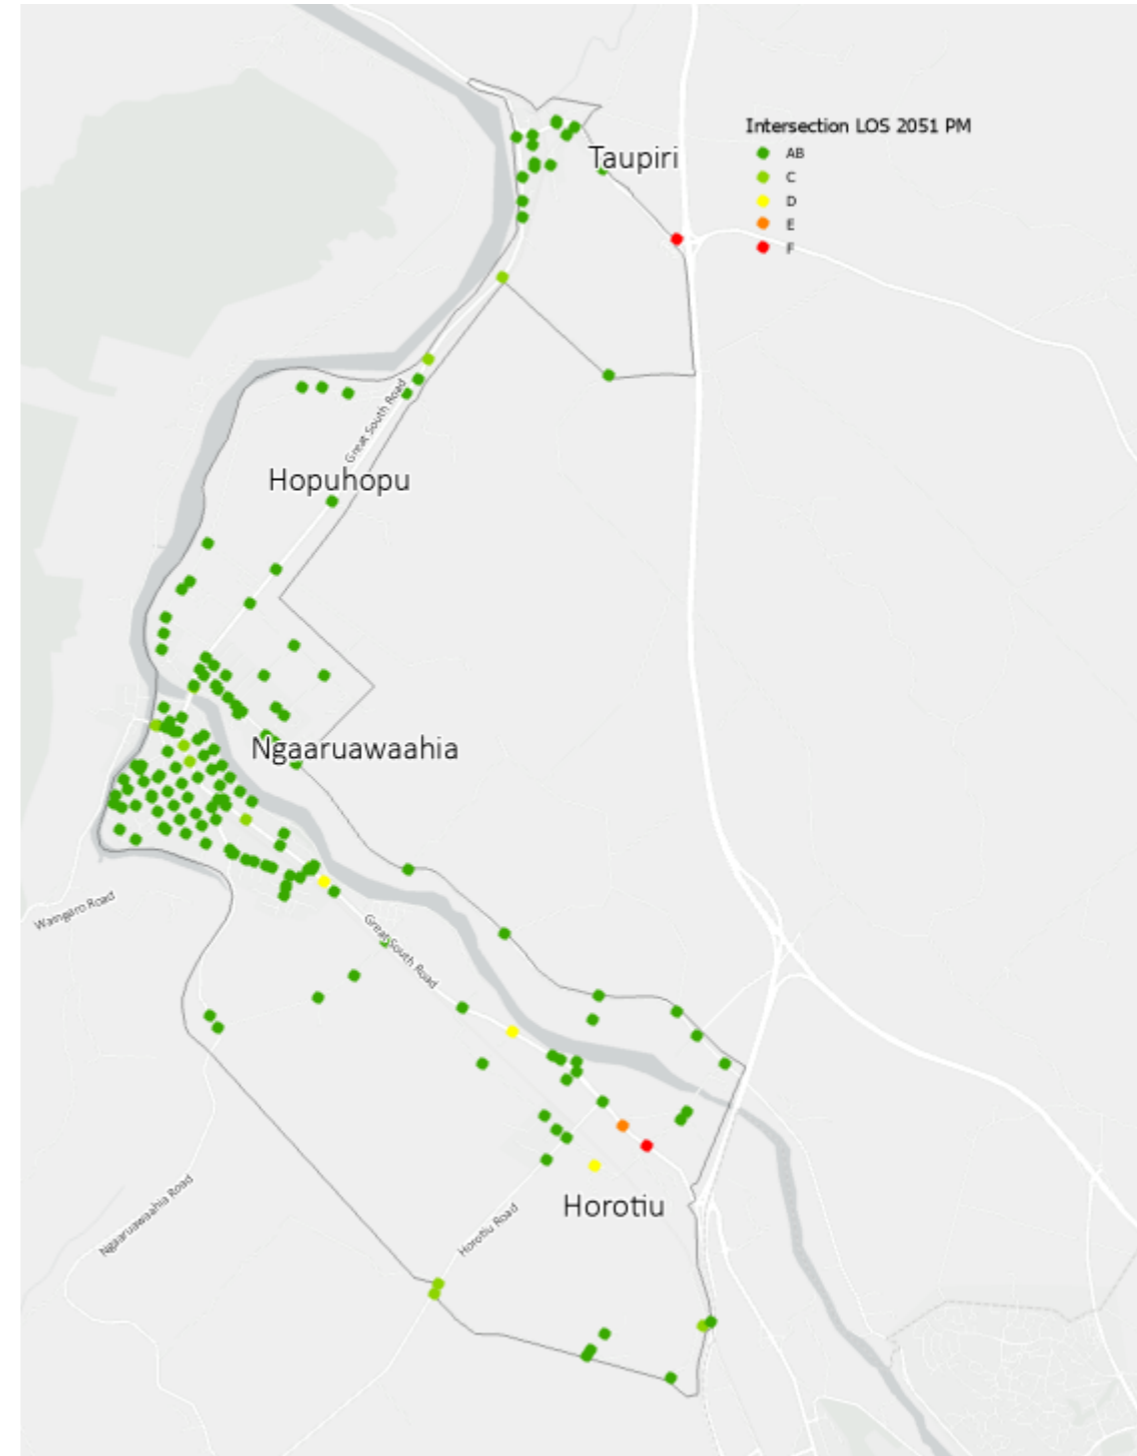 Intersection LOS 2051 PM
AB
C
D
E
F
Taupiri
Great South Road
Hopuhopu
Ngaaruawaahia
Waingaro Road
Great South Road
Ngaaruawaahia Road
Horotiu Road
Horotiu